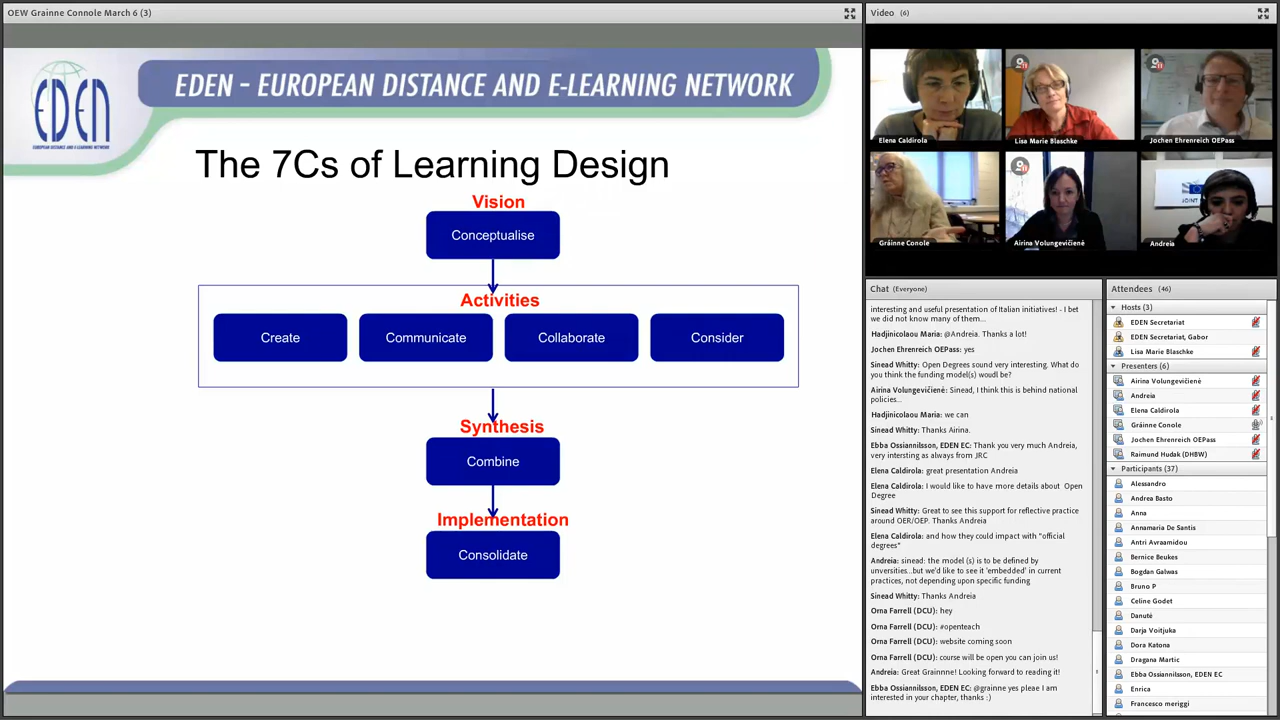 OEW Grainne Connole March 6 (3)
EDEN
EUROPEAN DISTANCE AND E-LEARNING NETWORK
EDEN – EUROPEAN DISTANCE AND E-LEARNING NETWORK
The 7Cs of Learning Design
Vision
Conceptualise
Activities
Create
Communicate
Collaborate
Consider
Synthesis
Combine
Implementation
Consolidate
Video (6)
Elena Caldirola
Lisa Marie Blaschke
Jochen Ehrenreich OEPass
JOINT
Gráinne Conole
Airina Volungevičienė
Andreia
Chat (Everyone)
interesting and useful presentation of Italian initiatives! - I bet
we did not know many of them...
Hadjinicolaou Maria: @Andreia. Thanks a lot!
Jochen Ehrenreich OEPass: yes
Sinead Whitty: Open Degrees sound very interesting. What do
you think the funding model(s) woudl be?
Airina Volungevičienė: Sinead, I think this is behind national
policies...
Hadjinicolaou Maria: we can
Sinead Whitty: Thanks Airina.
Ebba Ossiannilsson, EDEN EC: Thank you very much Andreia,
very intersting as always from JRC
Elena Caldirola: great presentation Andreia
Elena Caldirola: I would like to have more details about Open
Degree
Sinead Whitty: Great to see this support for reflective practice
around OER/OEP. Thanks Andreia
Elena Caldirola: and how they could impact with "official
degrees"
Andreia: sinead: the model (s) is to be defined by
unversities...but we'd like to see it 'embedded' in current
practices, not depending upon specific funding
Sinead Whitty: Thanks Andreia
Orna Farrell (DCU): hey
Orna Farrell (DCU): #openteach
Orna Farrell (DCU): website coming soon
Orna Farrell (DCU): course will be open you can join us!
Andreia: Great Grainnne! Looking forward to reading it!
Ebba Ossiannilsson, EDEN EC: @grainne yes pleae I am
interested in your chapter, thanks :)
Attendees (46)
Hosts (3)
EDEN Secretariat
EDEN Secretariat, Gabor
Lisa Marie Blaschke
Presenters (6)
Airina Volungevičienė
Andreia
Elena Caldirola
Gráinne Conole
Jochen Ehrenreich OEPass
Raimund Hudak (DHBW)
Participants (37)
Alessandro
Andrea Basto
Anna
Annamaria De Santis
Antri Avraamidou
Bernice Beukes
Bogdan Galwas
Bruno P
Celine Godet
Danutė
Darja Voitjuka
Dora Katona
Dragana Martic
Ebba Ossiannilsson, EDEN EC
Enrica
Francesco meriggi